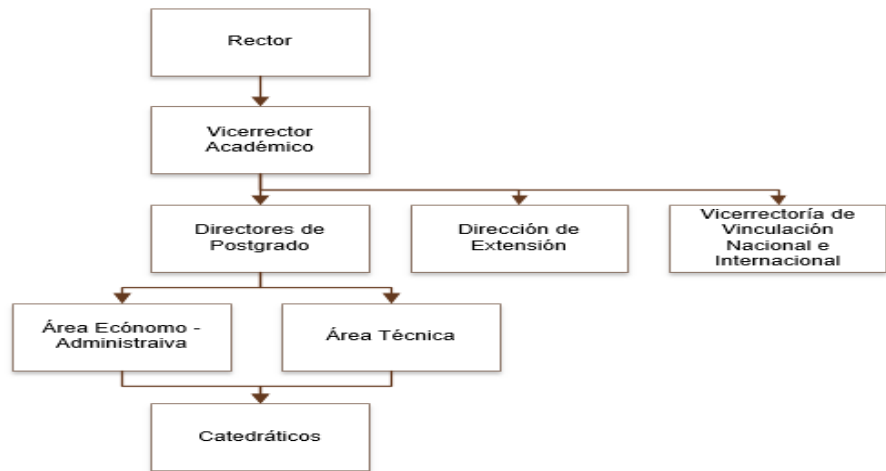 Rector
Vicerrector
Académico
Directores de
Postgrado
Dirección de
Extensión
Vicerrectoría de
Vinculación
Nacional e
Internacional
Área Ecónomo -
Administraiva
Área Técnica
Catedráticos